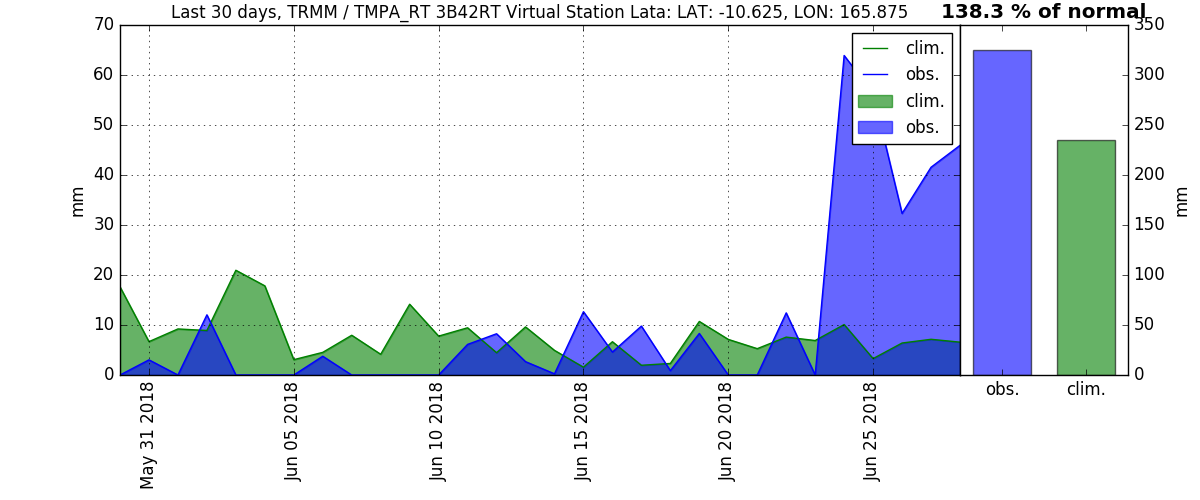 Last 30 days, TRMM / TMPA_RT 3B42RT Virtual Station Lata: LAT: -10.625, LON: 165.875
138.3 % of normal
70
60
50
40
30
20
10
0
mm
clim.
obs.
clim.
obs.
May 31 2018
Jun 05 2018
Jun 10 2018
Jun 15 2018
Jun 20 2018
Jun 25 2018
350
300
250
200
150
100
50
0
mm
obs.
clim.